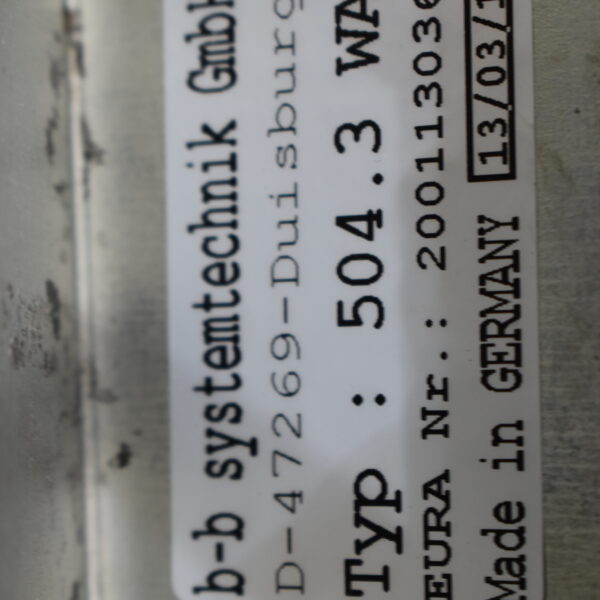 b-b systemtechnik GmbH
D-47269-Duisburg
Typ : 504.3 WA
EURA Nr.: 20011303
Made in GERMANY 13/03/1